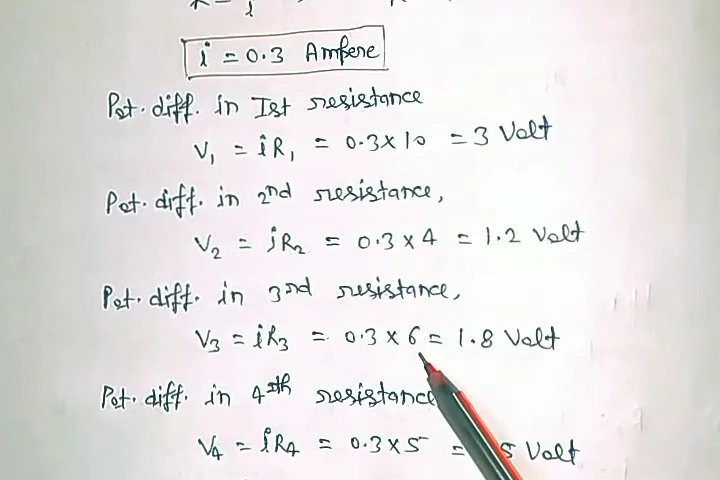 i
i = 0.3 Ampere
Pot. diff. in Ist resistance
V1 = iR1 = 0.3 × 10 = 3 Volt
Pot. diff. in 2nd resistance,
V2 = iR2 = 0.3 × 4 = 1.2 Volt
Pot. diff. in 3rd resistance,
V3 = iR3 = 0.3 × 6 = 1.8 Volt
Pot. diff. in 4th resistance
V4 = iR4 = 0.3 × 5 = 5 Volt